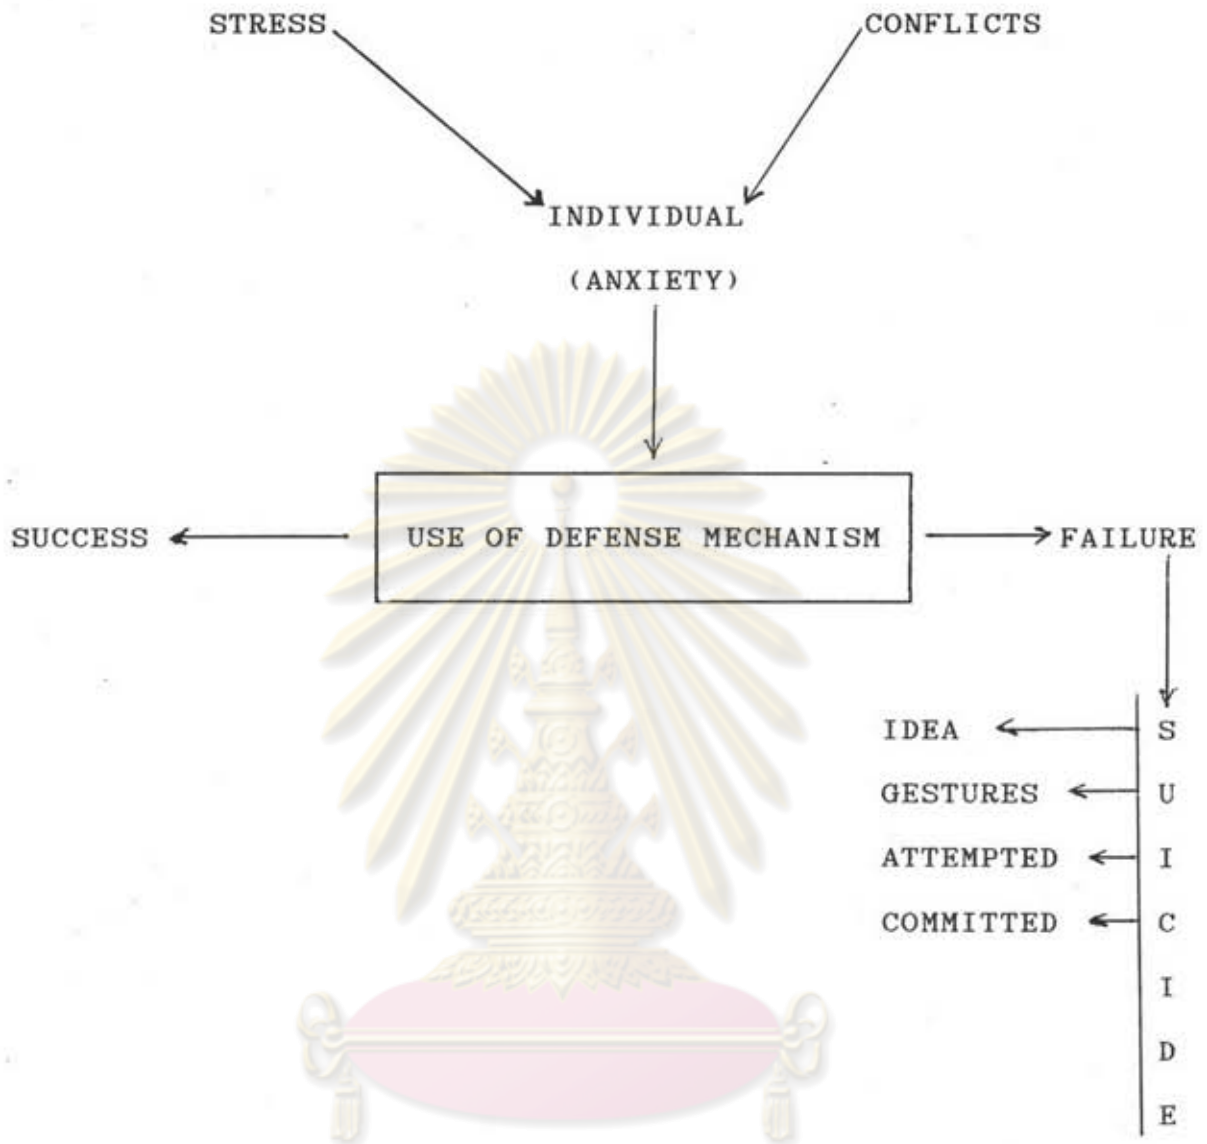 STRESS CONFLICTS
INDIVIDUAL
(ANXIETY)
SUCCESS USE OF DEFENSE MECHANISM FAILURE
IDEA S
GESTURES U
ATTEMPTED I
COMMITTED C
I
D
E